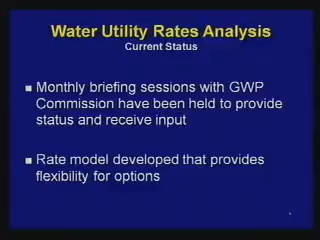 Water Utility Rates Analysis
Current Status
Monthly briefing sessions with GWP
Commission have been held to provide
status and receive input
Rate model developed that provides
flexibility for options